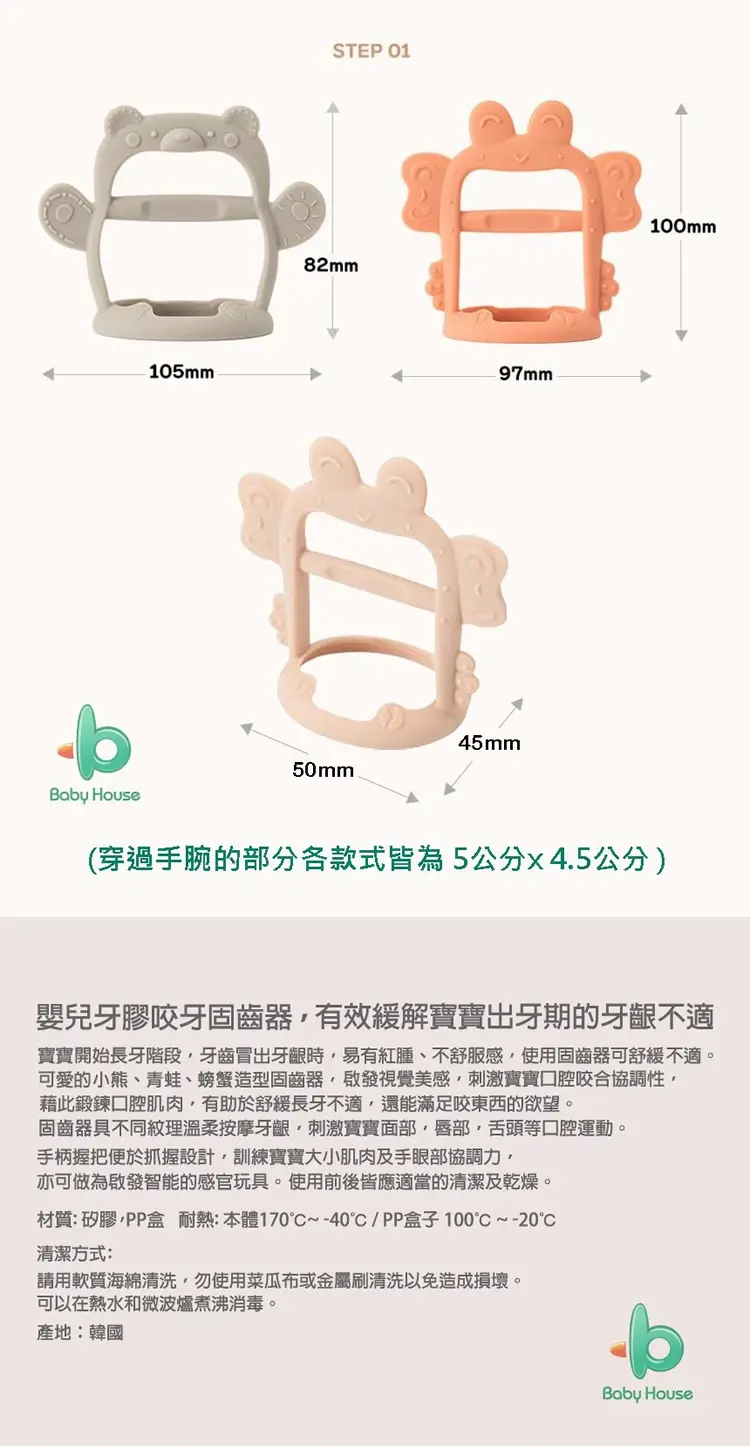 STEP 01
82mm
100mm
105mm
97mm
45mm
50mm
Baby House
(穿過手腕的部分各款式皆為 5公分x 4.5公分 )
嬰兒牙膠咬牙固齒器，有效緩解寶寶出牙期的牙齦不適
寶寶開始長牙階段，牙齒冒出牙齦時，易有紅腫、不舒服感，使用固齒器可舒緩不適。
可愛的小熊、青蛙、螃蟹造型固齒器，啟發視覺美感，刺激寶寶口腔咬合協調性，
藉此鍛鍊口腔肌肉，有助於舒緩長牙不適，還能滿足咬東西的欲望。
固齒器具不同紋理溫柔按摩牙齦，刺激寶寶面部，唇部，舌頭等口腔運動。
手柄握把便於抓握設計，訓練寶寶大小肌肉及手眼部協調力，
亦可做為啟發智能的感官玩具。使用前後皆應適當的清潔及乾燥。
材質: 矽膠,PP盒 耐熱: 本體170℃~ -40℃ / PP盒子 100℃ ~ -20℃
清潔方式:
請用軟質海綿清洗，勿使用菜瓜布或金屬刷清洗以免造成損壞。
可以在熱水和微波爐煮沸消毒。
產地：韓國
Baby House